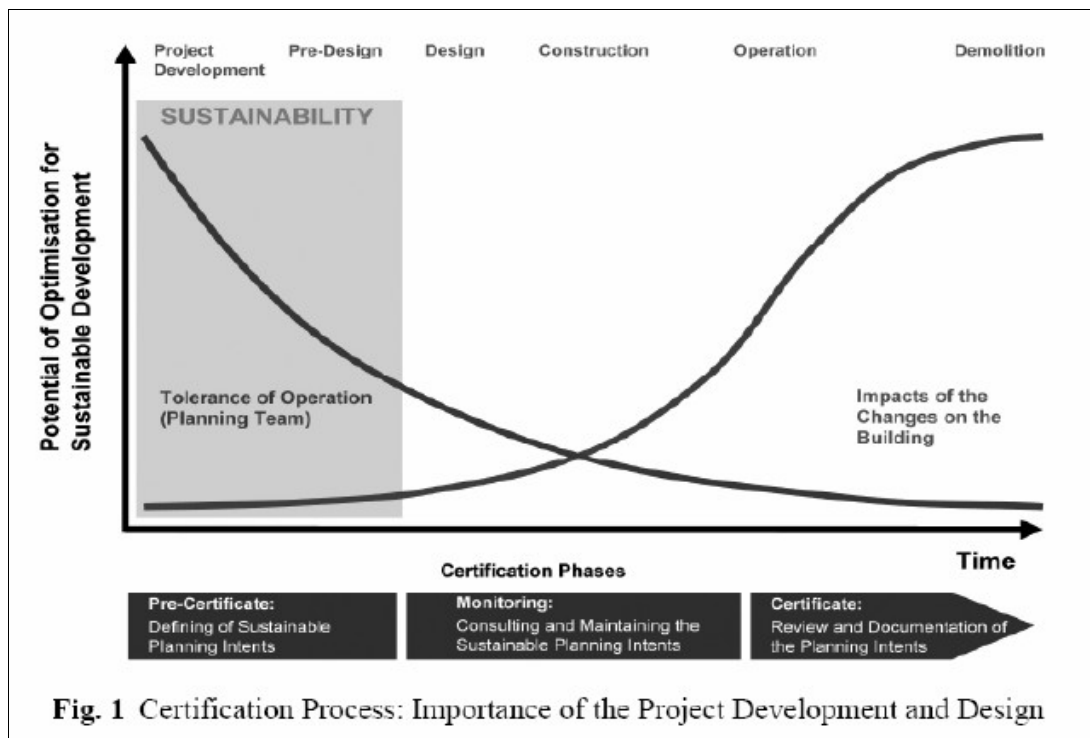 Project
Development
Pre-Design
Design
Construction
Operation
Demolition
SUSTAINABILITY
Potential of Optimisation for
Sustainable Development
Tolerance of Operation
(Planning Team)
Impacts of the
Changes on the
Building
Time
Certification Phases
Pre-Certificate:
Defining of Sustainable
Planning Intents
Monitoring:
Consulting and Maintaining the
Sustainable Planning Intents
Certificate:
Review and Documentation of
the Planning Intents
Fig. 1 Certification Process: Importance of the Project Development and Design